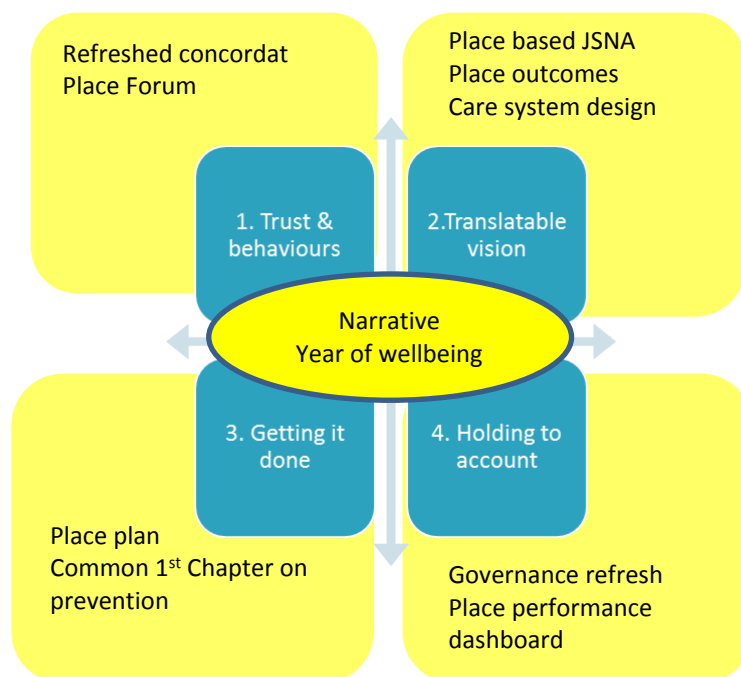 Refreshed concordat
Place Forum
Place based JSNA
Place outcomes
Care system design
1. Trust &
behaviours
2.Translatable
vision
Narrative
Year of wellbeing
3. Getting it
done
4. Holding to
account
Place plan
Common 1st Chapter on
prevention
Governance refresh
Place performance
dashboard